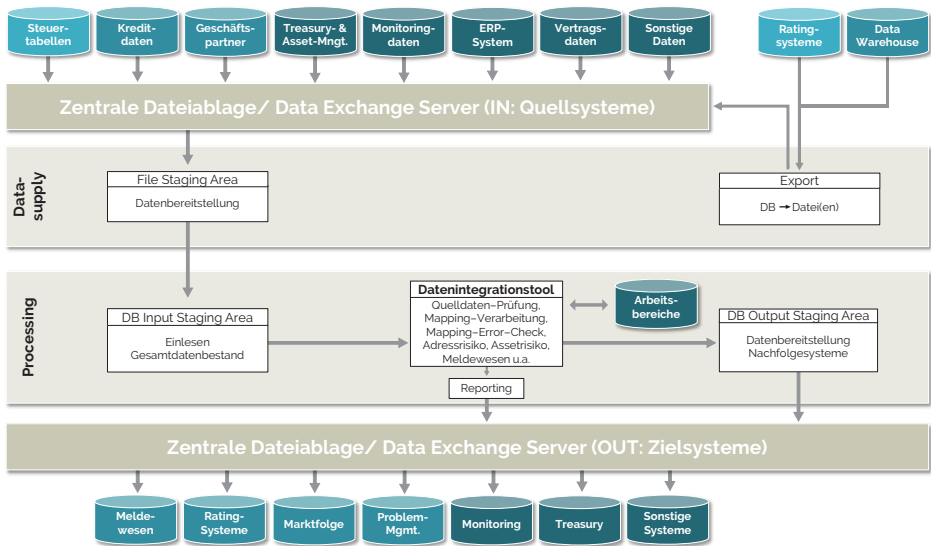 Steuer-
tabellen
Kredit-
daten
Geschäfts-
partner
Treasury- &
Asset-Mngt.
Monitoring-
daten
ERP-
System
Vertrags-
daten
Sonstige
Daten
Rating-
systeme
Data
Warehouse
Zentrale Dateiablage/ Data Exchange Server (IN: Quellsysteme)
Data-
supply
File Staging Area
Datenbereitstellung
Export
DB → Datei(en)
Processing
DB Input Staging Area
Einlesen
Gesamtdatenbestand
Datenintegrationstool
Quelldaten-Prüfung,
Mapping-Verarbeitung,
Mapping-Error-Check,
Adressrisiko, Assetrisiko,
Meldewesen u.a.
Reporting
Arbeits-
bereiche
DB Output Staging Area
Datenbereitstellung
Nachfolgesysteme
Zentrale Dateiablage/ Data Exchange Server (OUT: Zielsysteme)
Melde-
wesen
Rating-
Systeme
Marktfolge
Problem-
Mgmt.
Monitoring
Treasury
Sonstige
Systeme